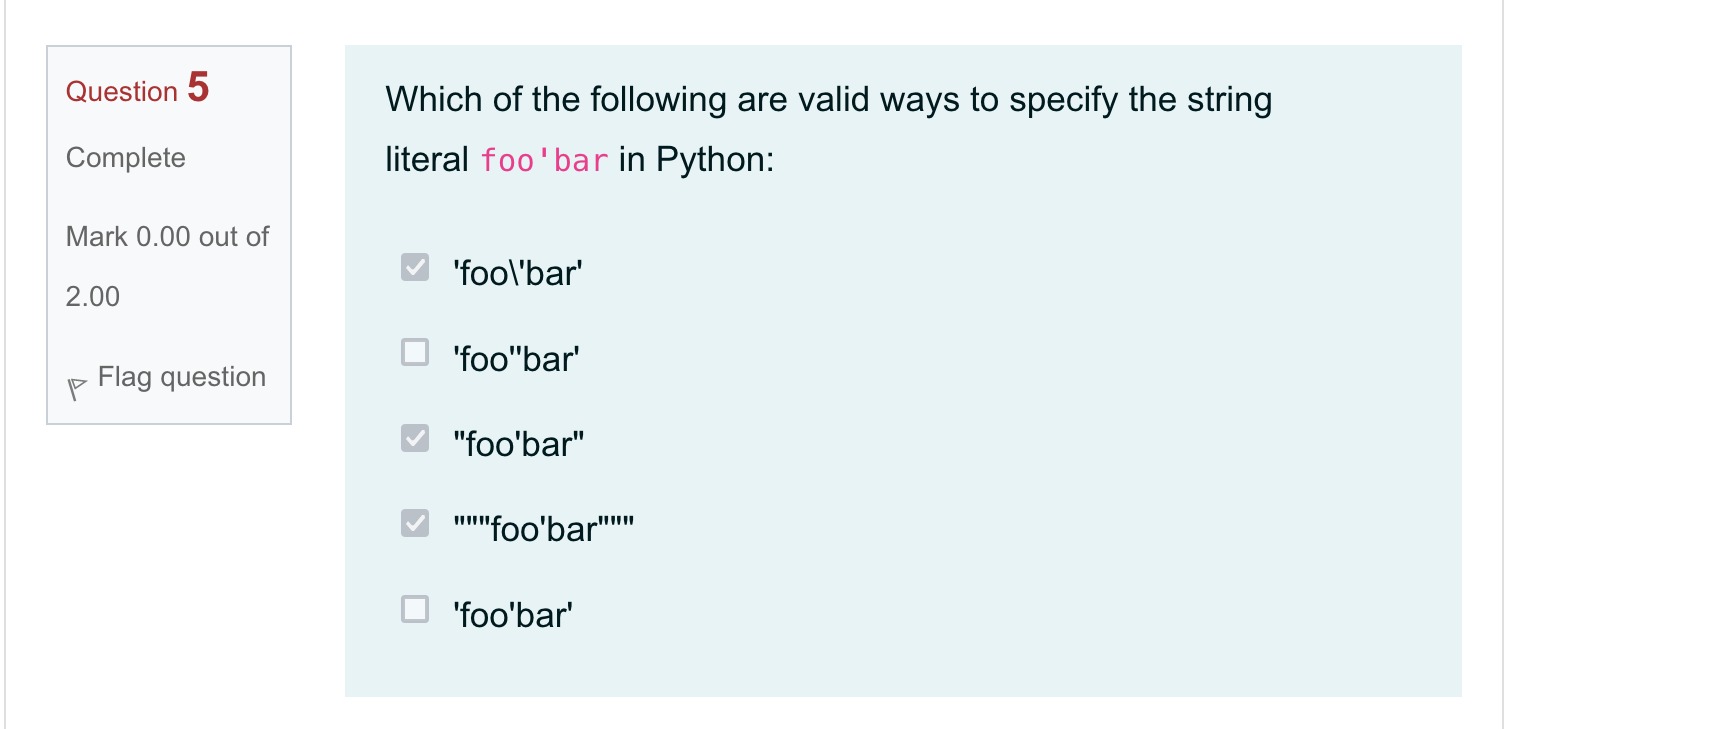 Question 5
Complete
Mark 0.00 out of
2.00
Flag question
Which of the following are valid ways to specify the string
literal foo'bar in Python:
'foo\'bar'
'foo''bar'
"foo'bar"
"""foo'bar"""
'foo'bar'